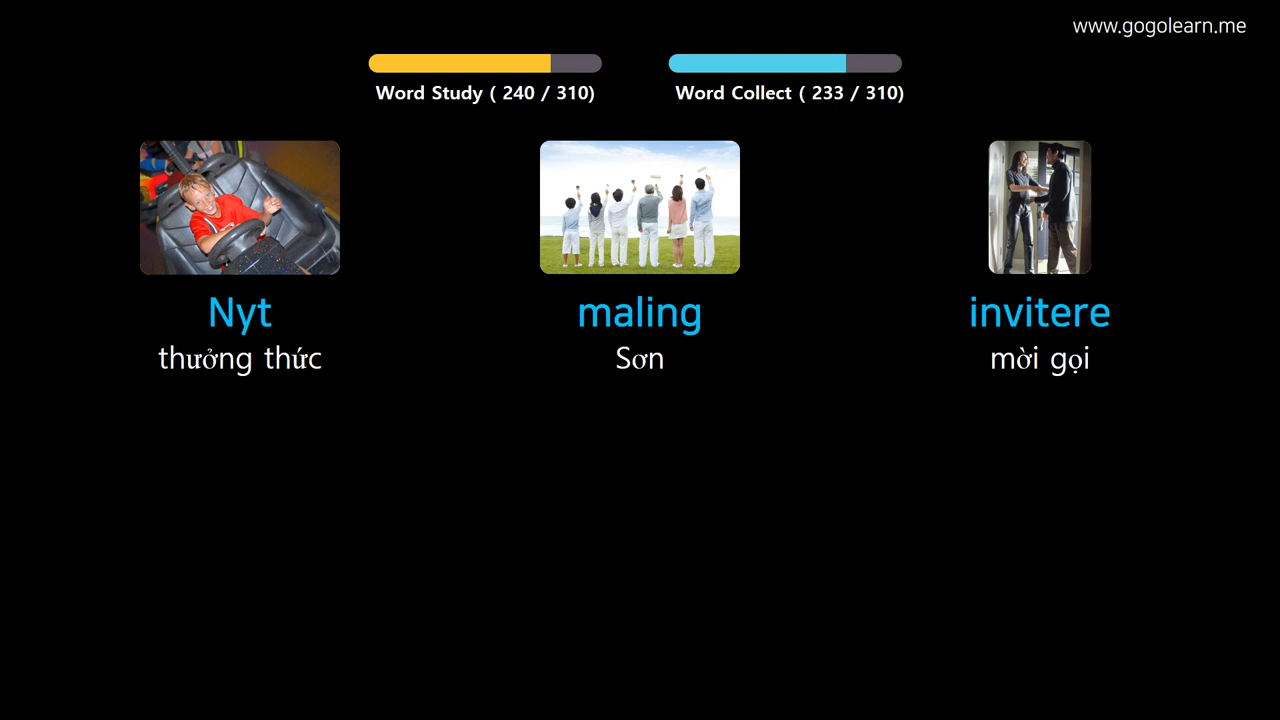 www.gogolearn.me
Word Study ( 240 / 310)
Word Collect ( 233 / 310)
Nyt
maling
invitere
thưởng thức
Sơn
mời gọi